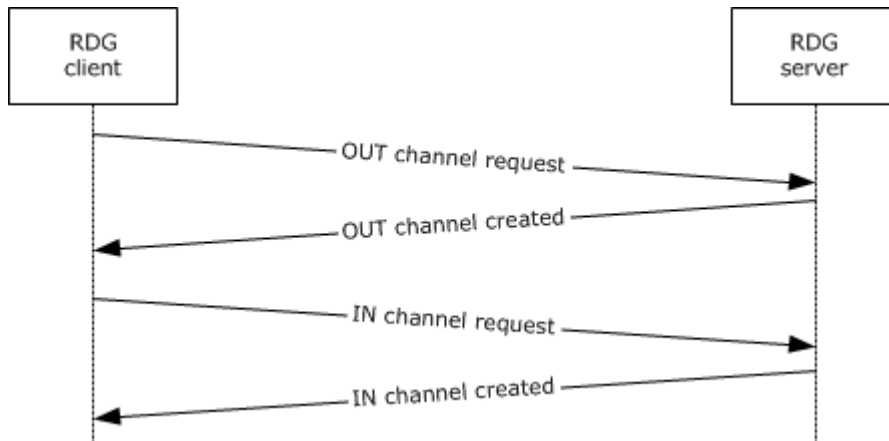 RDG
client
RDG
server
OUT channel request
OUT channel created
IN channel request
IN channel created